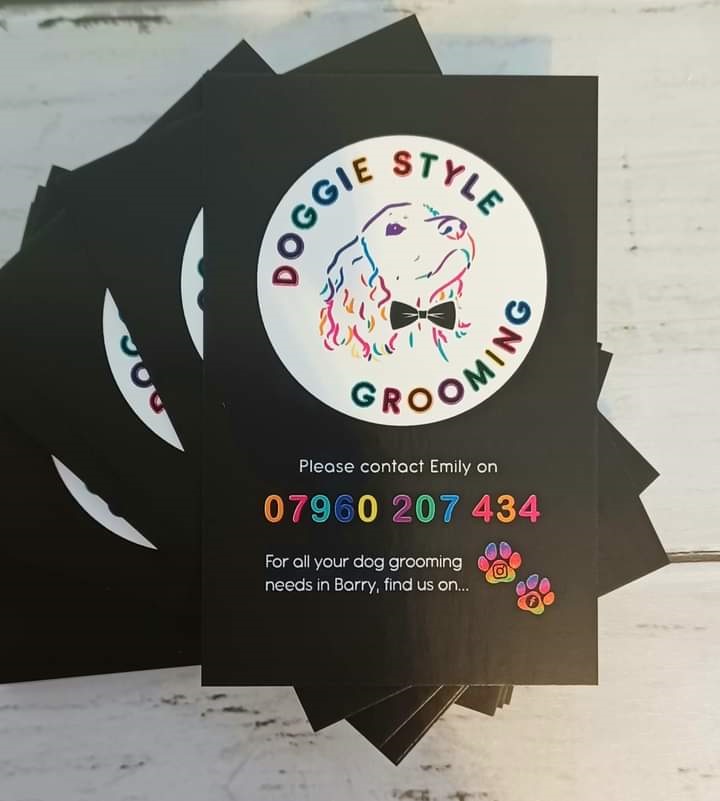 DOGGIE STYLE
GROOMING
Please contact Emily on
07960 207 434
For all your dog grooming
needs in Barry, find us on...